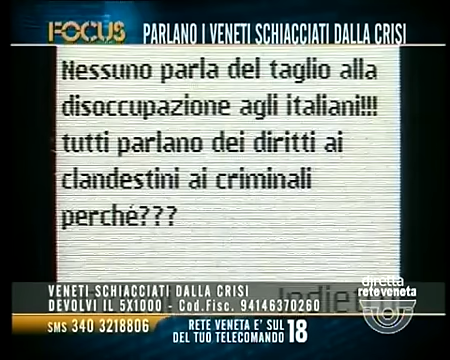 FOCUS PARLANO I VENETI SCHIACCIATI DALLA CRISI
Nessuno parla del taglio alla
disoccupazione agli italiani!!!
tutti parlano dei diritti ai
clandestini ai criminali
perché???
Indiet
diretta
reteveneta
VENETI SCHIACCIATI DALLA CRISI
DEVOLVI IL 5X1000 - Cod.Fisc. 94146370260
SMS 340 3218806
RETE VENETA E' SUL
DEL TUO TELECOMANDO 18